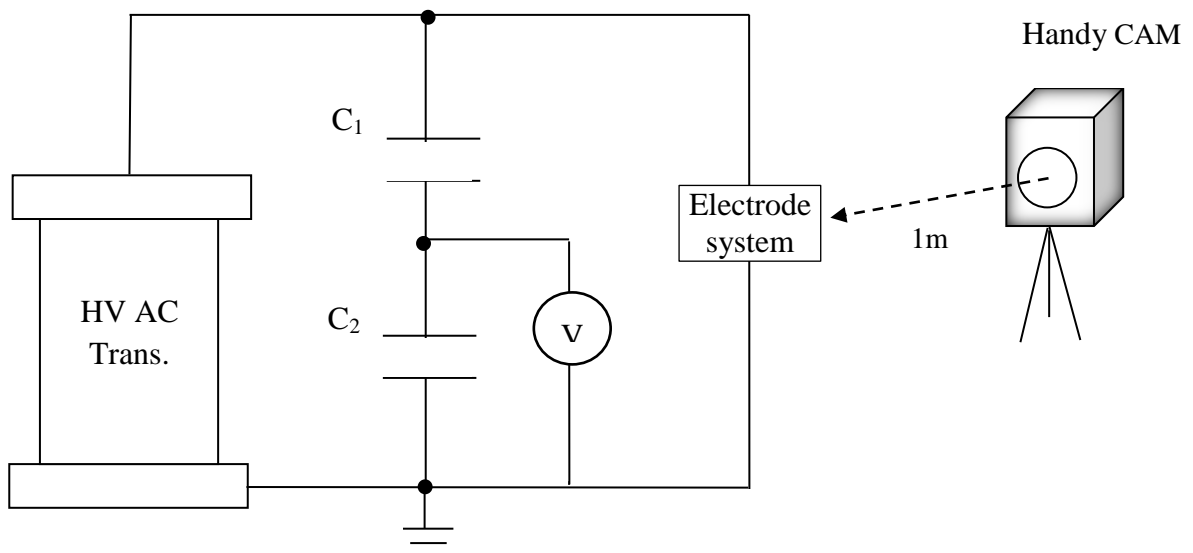 Handy CAM
C₁
Electrode
system
1m
HV AC
Trans.
C₂
V